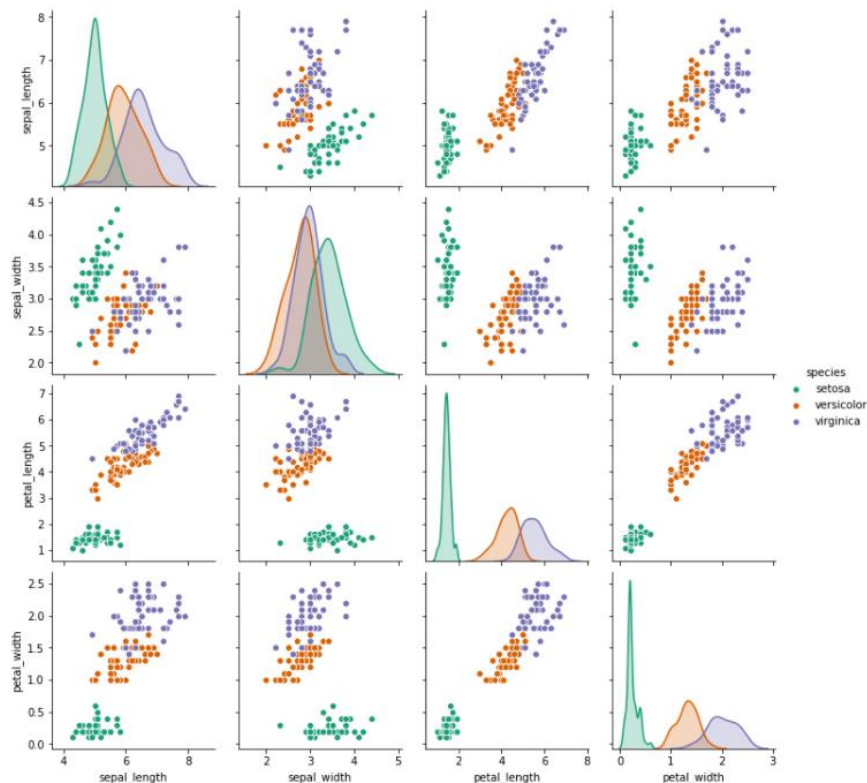 sepal_length
8
7
6
5
sepal_width
4.5
4.0
3.5
3.0
2.5
2.0
petal_length
7
6
5
4
3
2
1
petal_width
2.5
2.0
1.5
1.0
0.5
0.0
4 6 8
sepal_length
2 3 4 5
sepal_width
2 4 6 8
petal_length
0 1 2 3
petal_width
species
setosa
versicolor
virginica